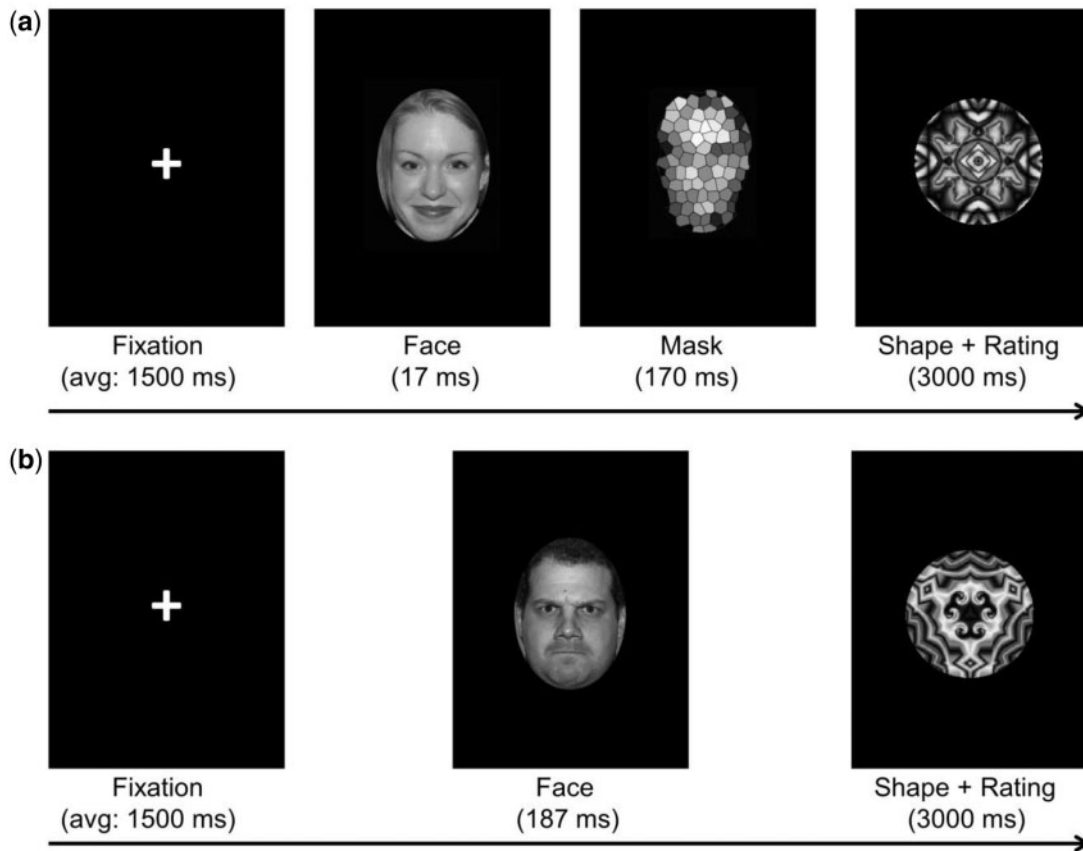 (a)
Fixation
(avg: 1500 ms)
Face
(17 ms)
Mask
(170 ms)
Shape + Rating
(3000 ms)
(b)
Fixation
(avg: 1500 ms)
Face
(187 ms)
Shape + Rating
(3000 ms)